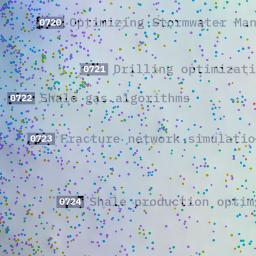 0720 Optimizing Stormwater Man
0721 Drilling optimizati
0722 Shale gas algorithms
0723 Fracture network simulatio
0724 Shale production optim